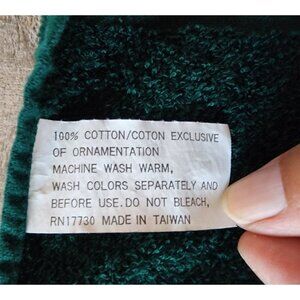 100% COTTON/COTON EXCLUSIVE
OF ORNAMENTATION
MACHINE WASH WARM,
WASH COLORS SEPARATELY AND
BEFORE USE.DO NOT BLEACH,
RN17730 MADE IN TAIWAN